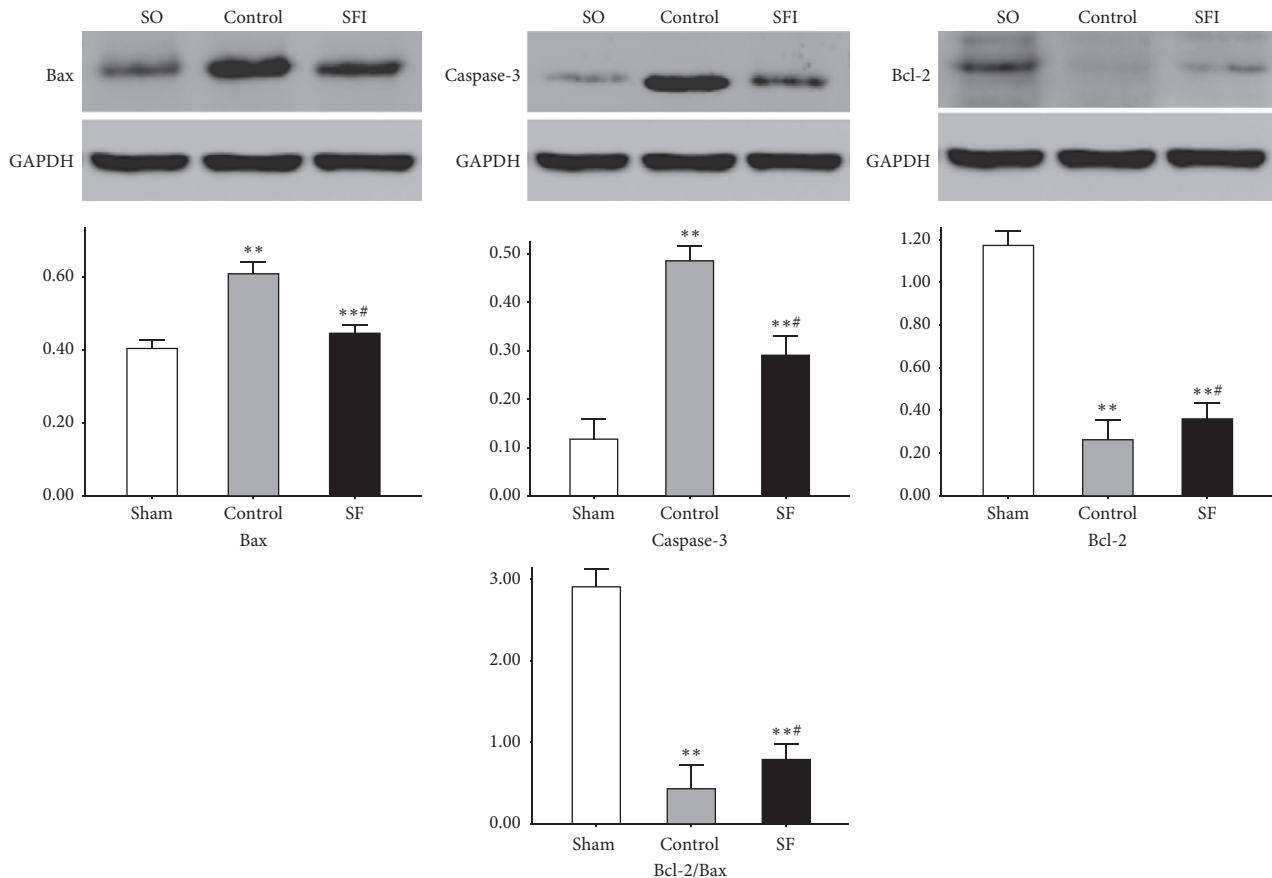 SO Control SFI
Bax
GAPDH
0.60
0.40
0.20
0.00
**
**#
Sham Control SF
Bax
SO Control SFI
Caspase-3
GAPDH
0.50
0.40
0.30
0.20
0.10
0.00
**
**#
Sham Control SF
Caspase-3
SO Control SFI
Bcl-2
GAPDH
1.20
1.00
0.80
0.60
0.40
0.20
0.00
**
**#
Sham Control SF
Bcl-2
3.00
2.00
1.00
0.00
**
**#
Sham Control SF
Bcl-2/Bax